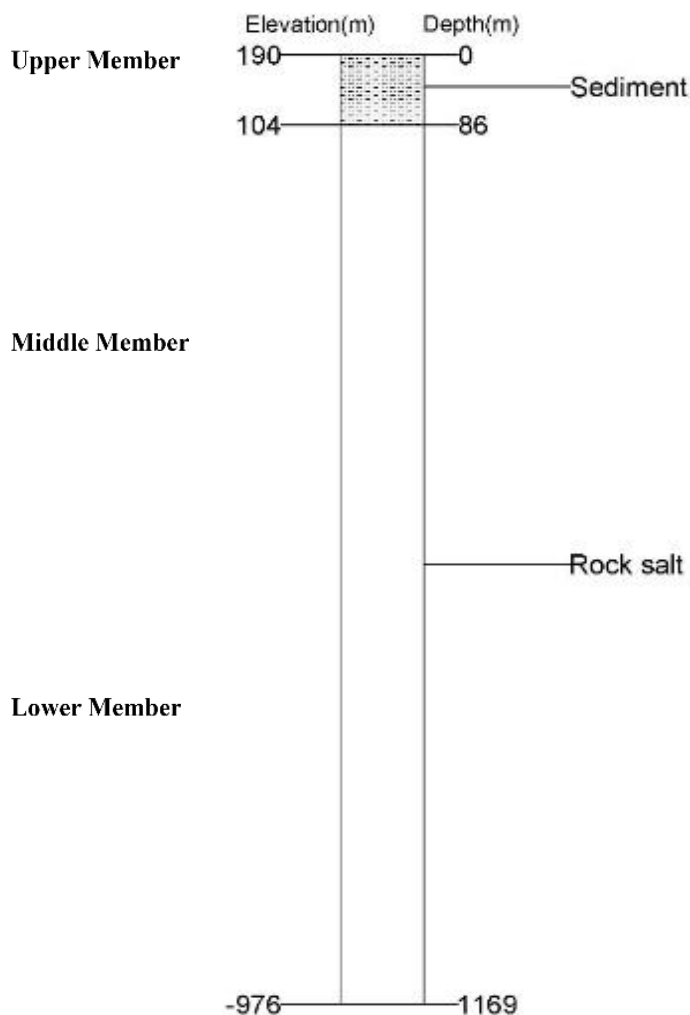 Elevation(m) Depth(m)
Upper Member 190 0
Sediment
104 86
Middle Member
Rock salt
Lower Member
-976 1169